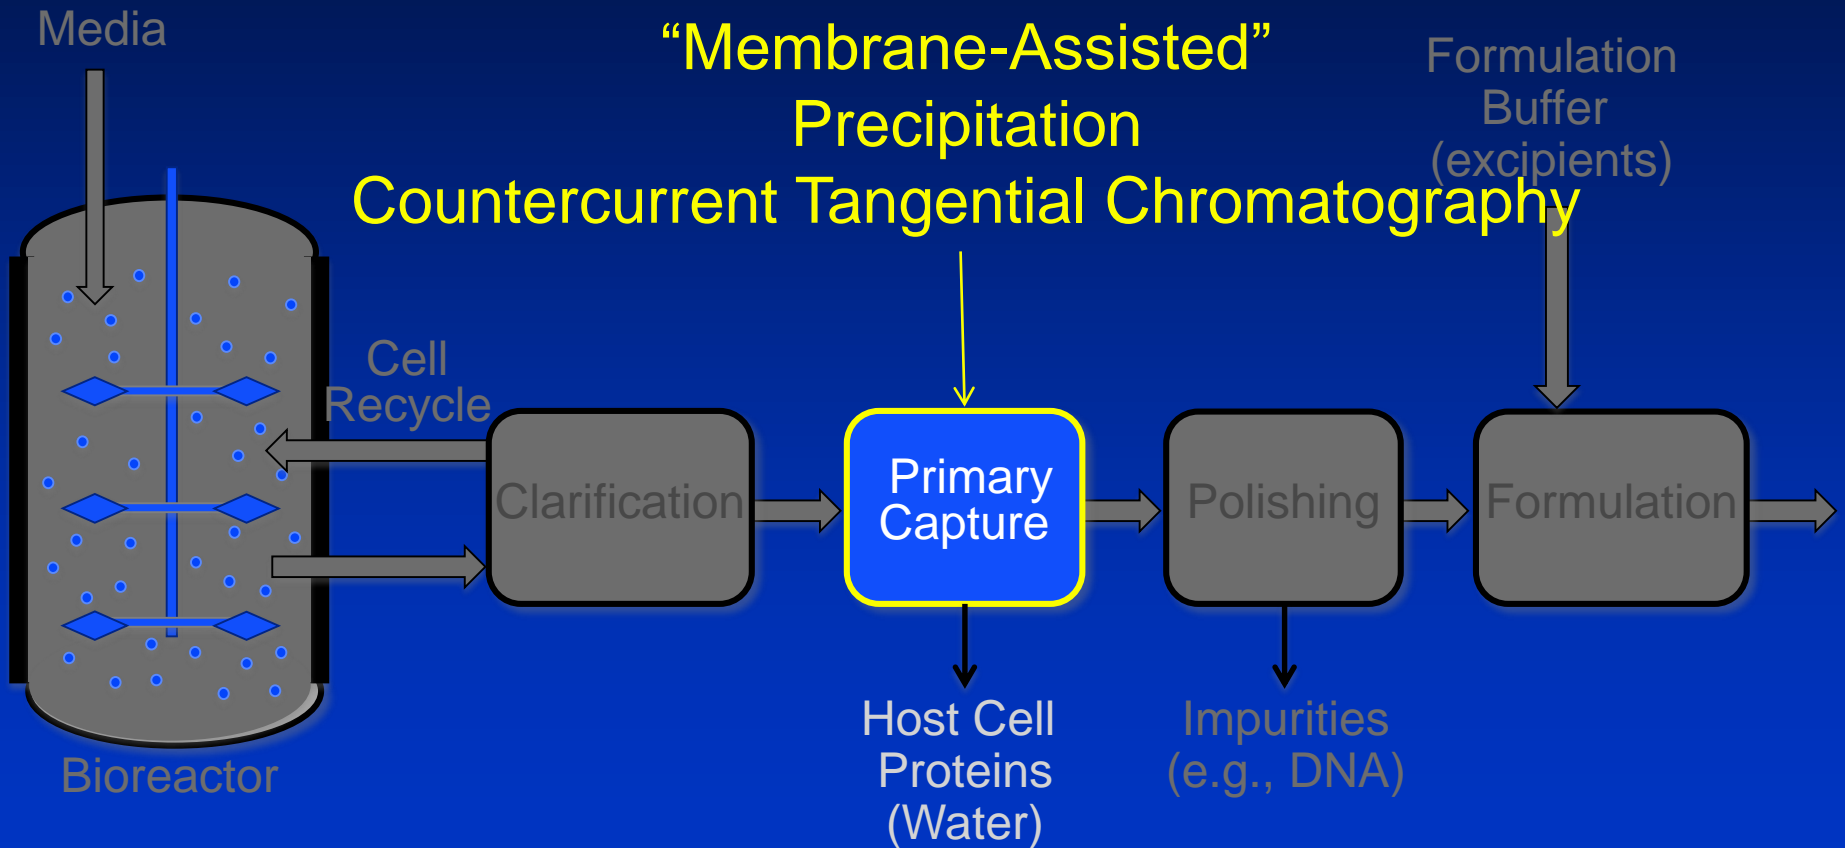 Media
“Membrane-Assisted”
Precipitation
Countercurrent Tangential Chromatography
Formulation
Buffer
(excipients)
Cell
Recycle
Clarification
Primary
Capture
Polishing
Formulation
Bioreactor
Host Cell
Proteins
(Water)
Impurities
(e.g., DNA)